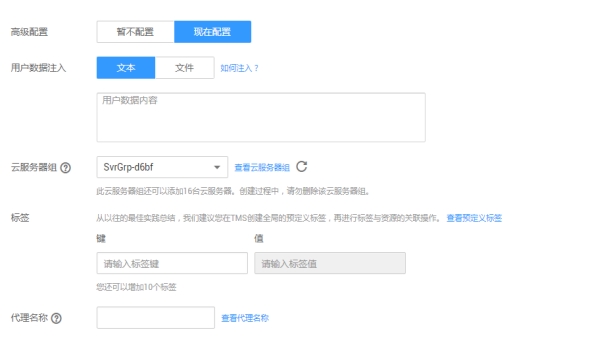 高级配置 暂不配置 现在配置
用户数据注入 文本 文件 如何注入？
用户数据内容
云服务器组 SvrGrp-d6bf 查看云服务器组
此云服务器组还可以添加16台云服务器。创建过程中，请勿删除该云服务器组。
标签 从以往的最佳实践总结，我们建议您在TMS创建全局的预定义标签，再进行标签与资源的关联操作。 查看预定义标签
键 值
请输入标签键 请输入标签值
您还可以增加10个标签
代理名称 查看代理名称